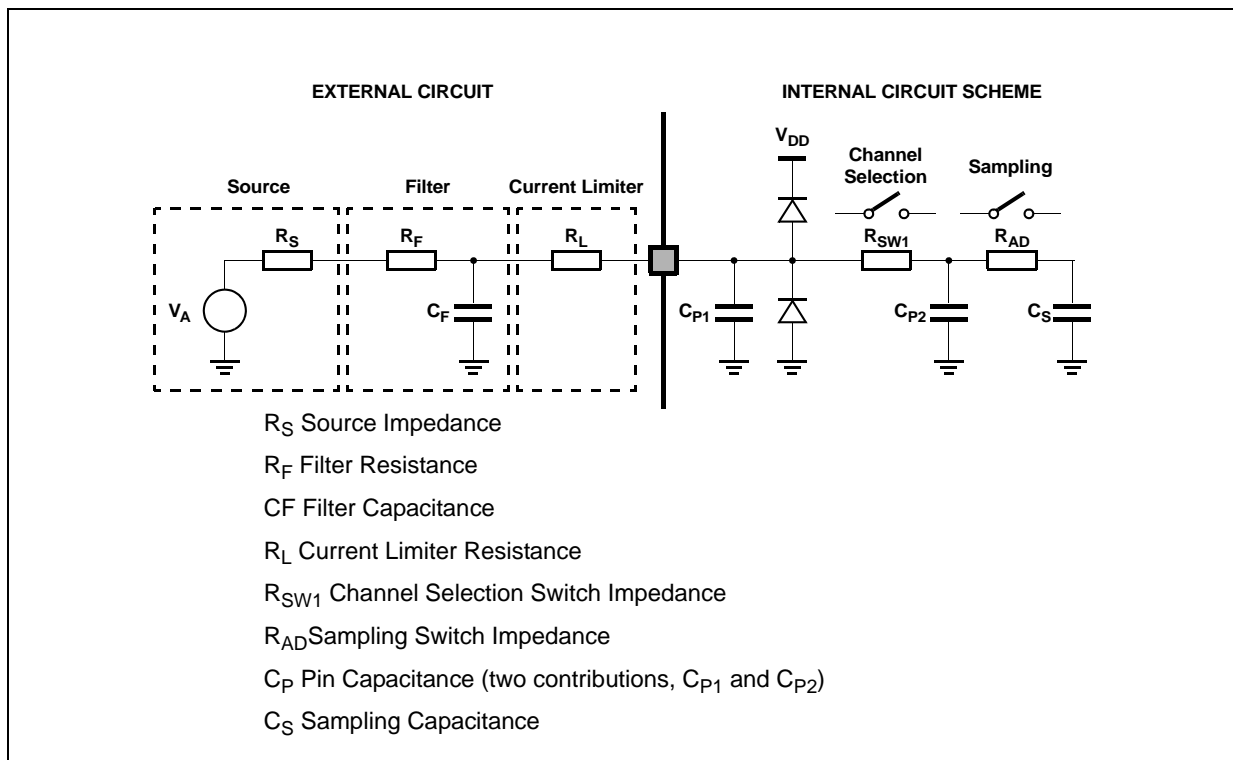 EXTERNAL CIRCUIT
INTERNAL CIRCUIT SCHEME
VDD
Channel
Selection
Sampling
Source
Filter
Current Limiter
RS
RF
RL
RSW1
RAD
VA
CF
CP1
CP2
CS
RS Source Impedance
RF Filter Resistance
CF Filter Capacitance
RL Current Limiter Resistance
RSW1 Channel Selection Switch Impedance
RADSampling Switch Impedance
CP Pin Capacitance (two contributions, CP1 and CP2)
CS Sampling Capacitance